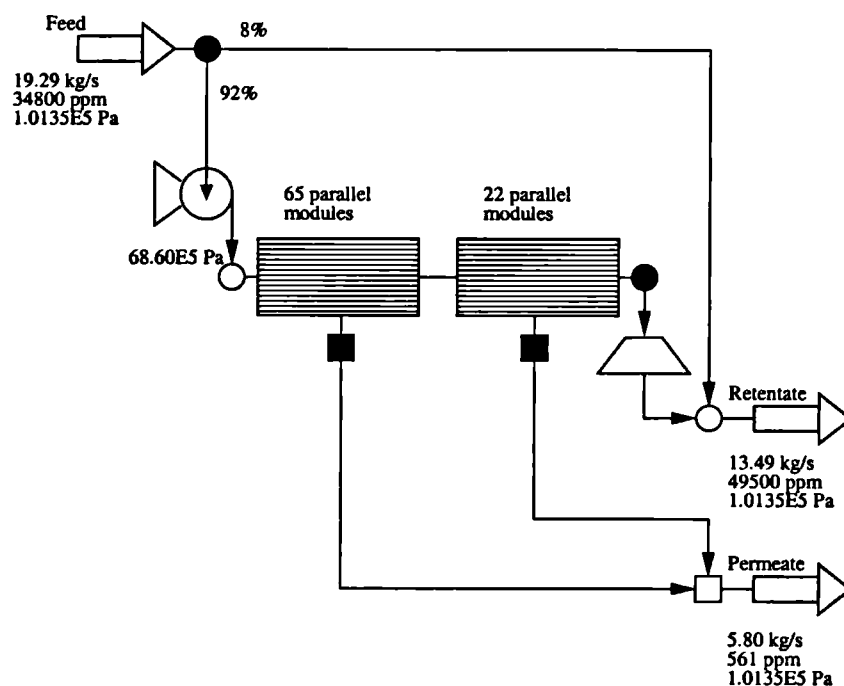 Feed
8%
19.29 kg/s
34800 ppm
1.0135E5 Pa
92%
65 parallel
modules
22 parallel
modules
68.60E5 Pa
Retentate
13.49 kg/s
49500 ppm
1.0135E5 Pa
Permeate
5.80 kg/s
561 ppm
1.0135E5 Pa